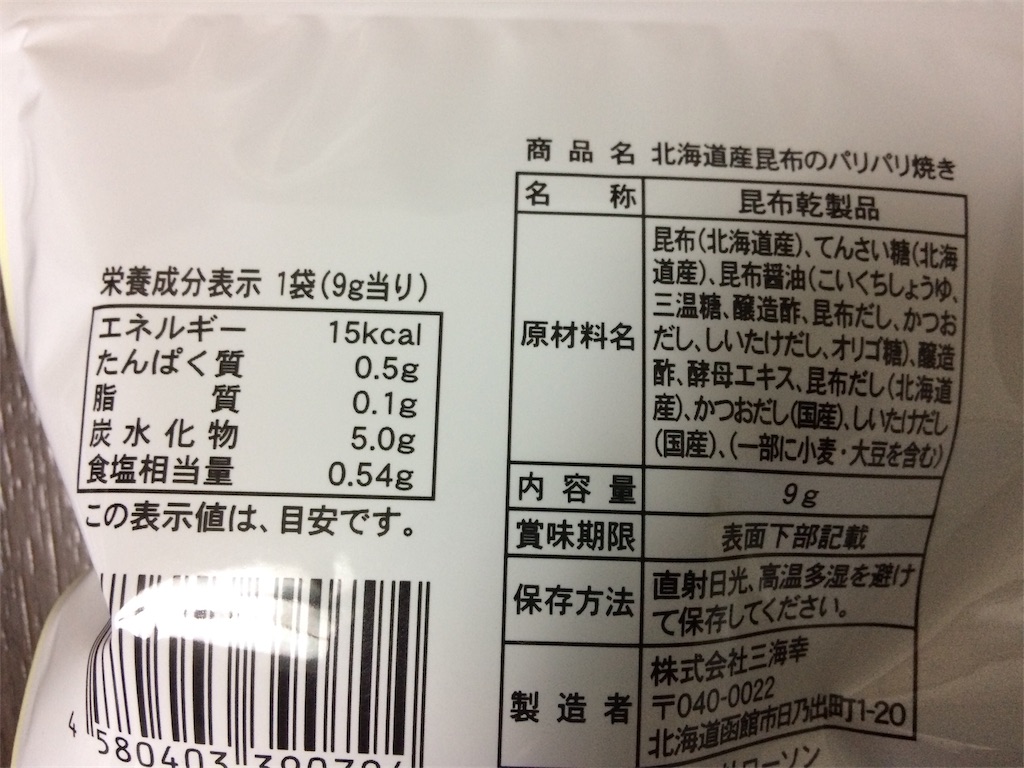 商品名 北海道産昆布のパリパリ焼き
名称 昆布乾製品
原材料名
昆布(北海道産)、てんさい糖(北海
道産)、昆布醤油(こいくちしょうゆ、
三温糖、醸造酢、昆布だし、かつお
だし、しいたけだし、オリゴ糖)、醸造
酢、酵母エキス、昆布だし(北海道
産)、かつおだし(国産)、しいたけだし
(国産)、(一部に小麦・大豆を含む)
内容量 9g
賞味期限 表面下部記載
保存方法
直射日光、高温多湿を避け
て保存してください。
製造者
株式会社三海幸
〒040-0022
北海道函館市日乃出町1-20
ローソン
栄養成分表示 1袋(9g当り)
エネルギー 15kcal
たんぱく質 0.5g
脂質 0.1g
炭水化物 5.0g
食塩相当量 0.54g
この表示値は、目安です。
4 580403